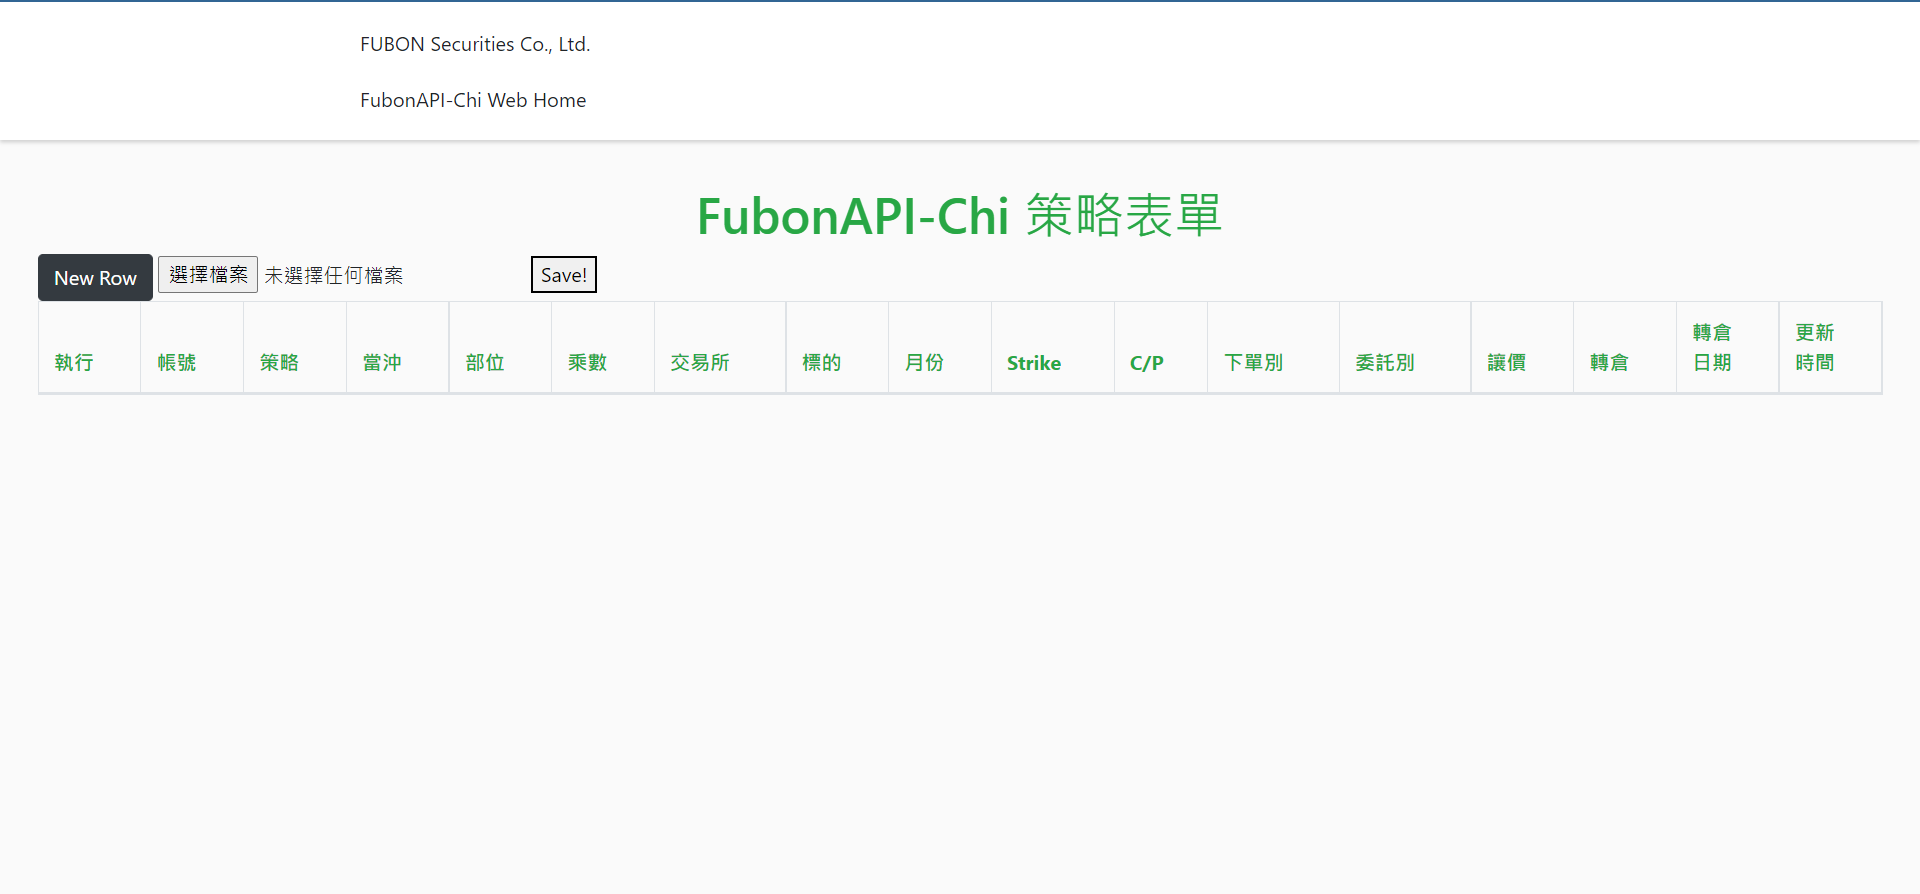 FUBON Securities Co., Ltd.
FubonAPI-Chi Web Home
FubonAPI-Chi 策略表單
New Row 選擇檔案 未選擇任何檔案 Save!
執行 帳號 策略 當沖 部位 乘數 交易所 標的 月份 Strike C/P 下單別 委託別 讓價 轉倉 轉倉日期 更新時間